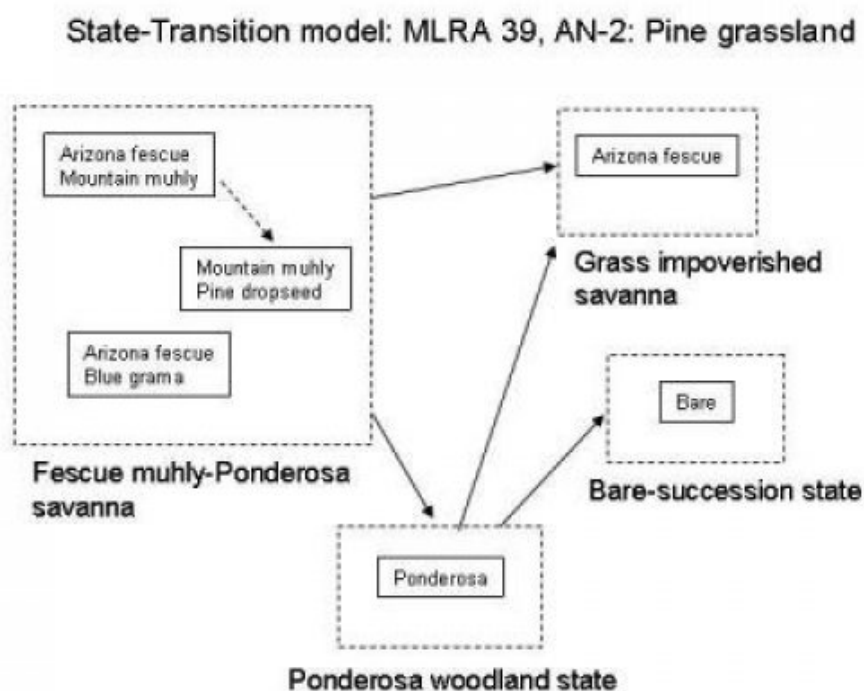 State-Transition model: MLRA 39, AN-2: Pine grassland
Arizona fescue
Mountain muhly
Mountain muhly
Pine dropseed
Arizona fescue
Blue grama
Fescue muhly-Ponderosa
savanna
Arizona fescue
Grass impoverished
savanna
Bare
Bare-succession state
Ponderosa
Ponderosa woodland state